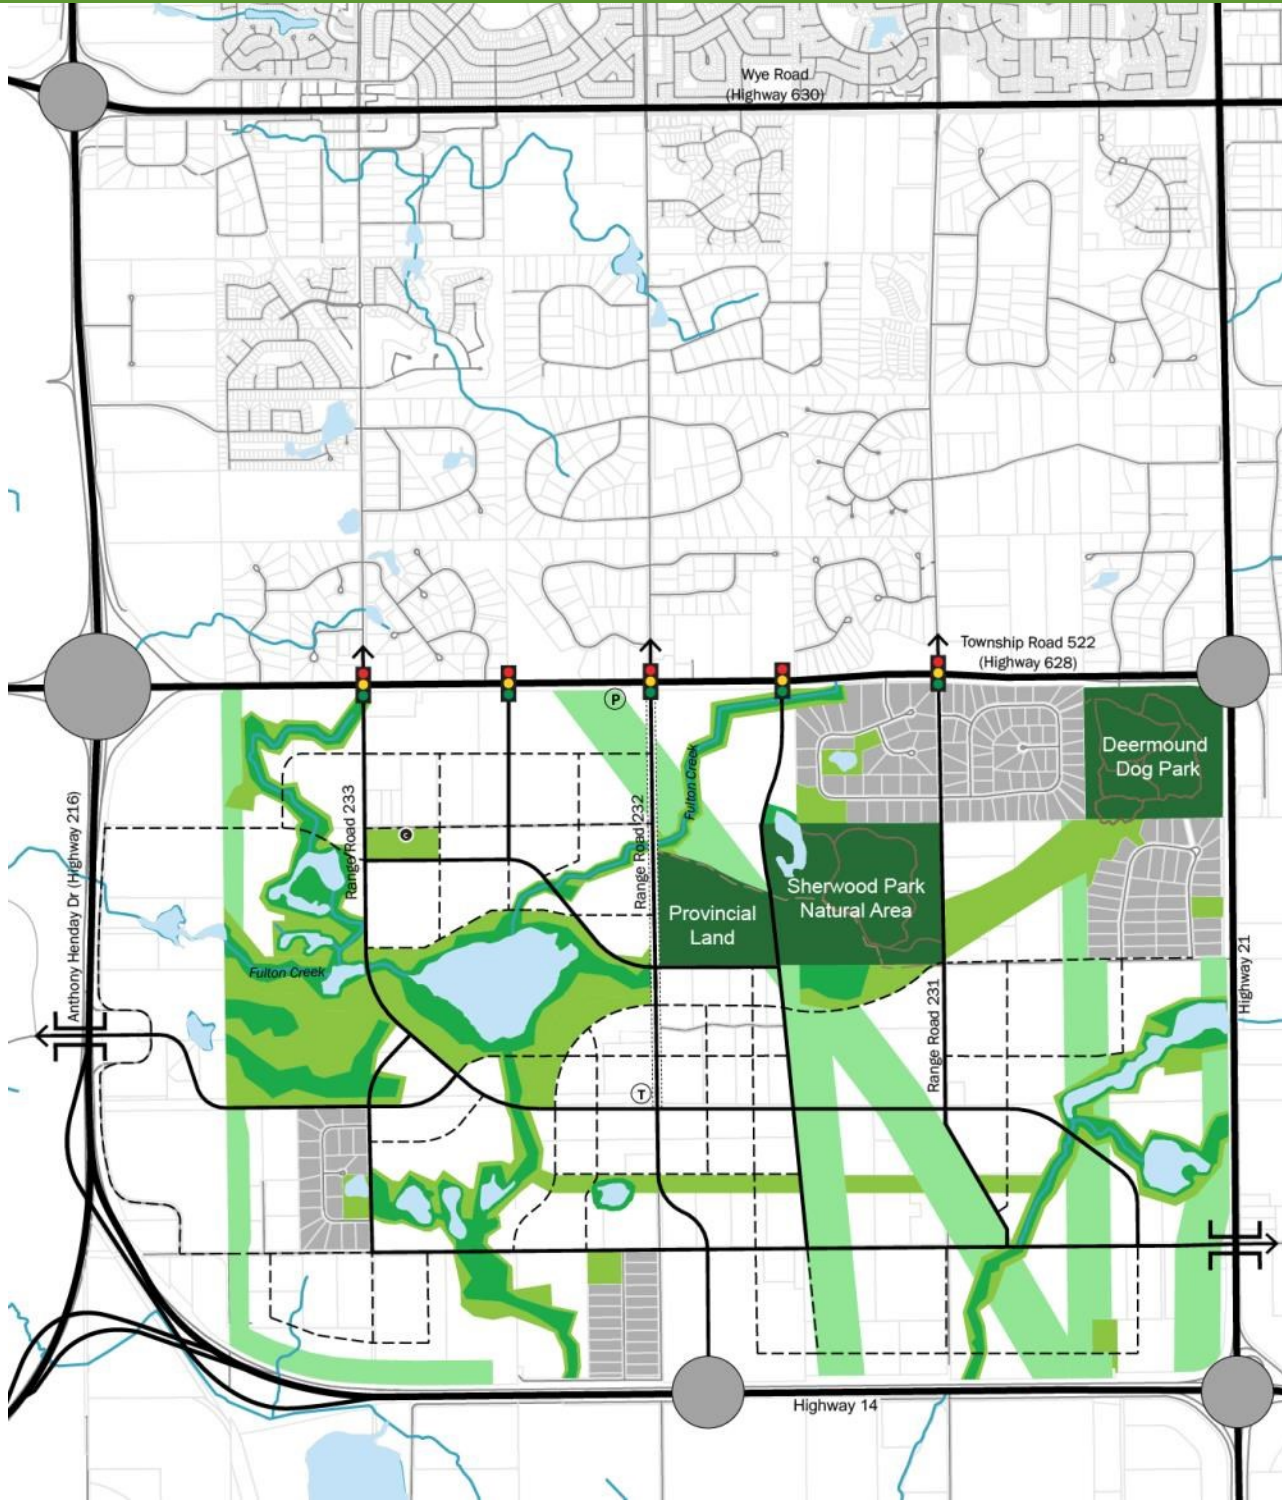 Wye Road
(Highway 630)
Township Road 522
(Highway 628)
P
Deermound
Dog Park
Fulton Creek
Range Road 233
Range Road 232
Anthony Henday Dr (Highway 216)
C
Sherwood Park
Natural Area
Provincial
Land
Fulton Creek
Highway 21
Range Road 231
T
Highway 14